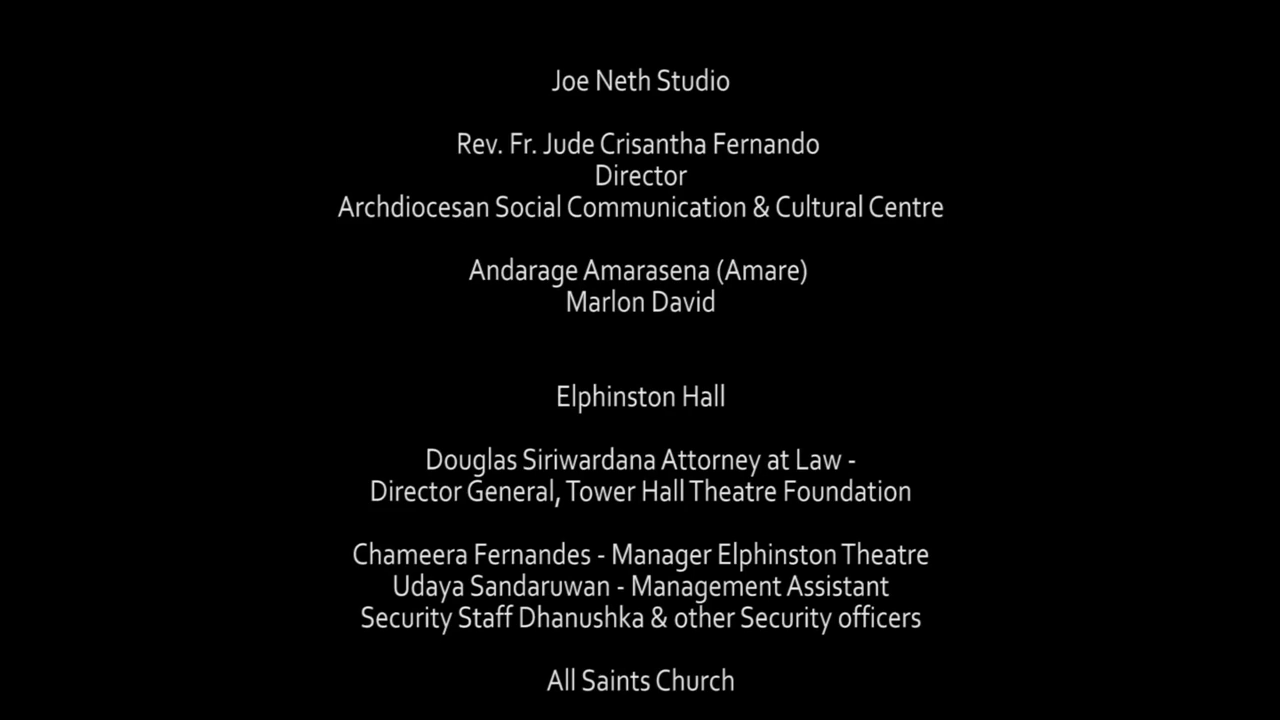 Joe Neth Studio
Rev. Fr. Jude Crisantha Fernando
Director
Archdiocesan Social Communication & Cultural Centre
Andarage Amarasena (Amare)
Marlon David
Elphinston Hall
Douglas Siriwardana Attorney at Law -
Director General, Tower Hall Theatre Foundation
Chameera Fernandes - Manager Elphinston Theatre
Udaya Sandaruwan - Management Assistant
Security Staff Dhanushka & other Security officers
All Saints Church